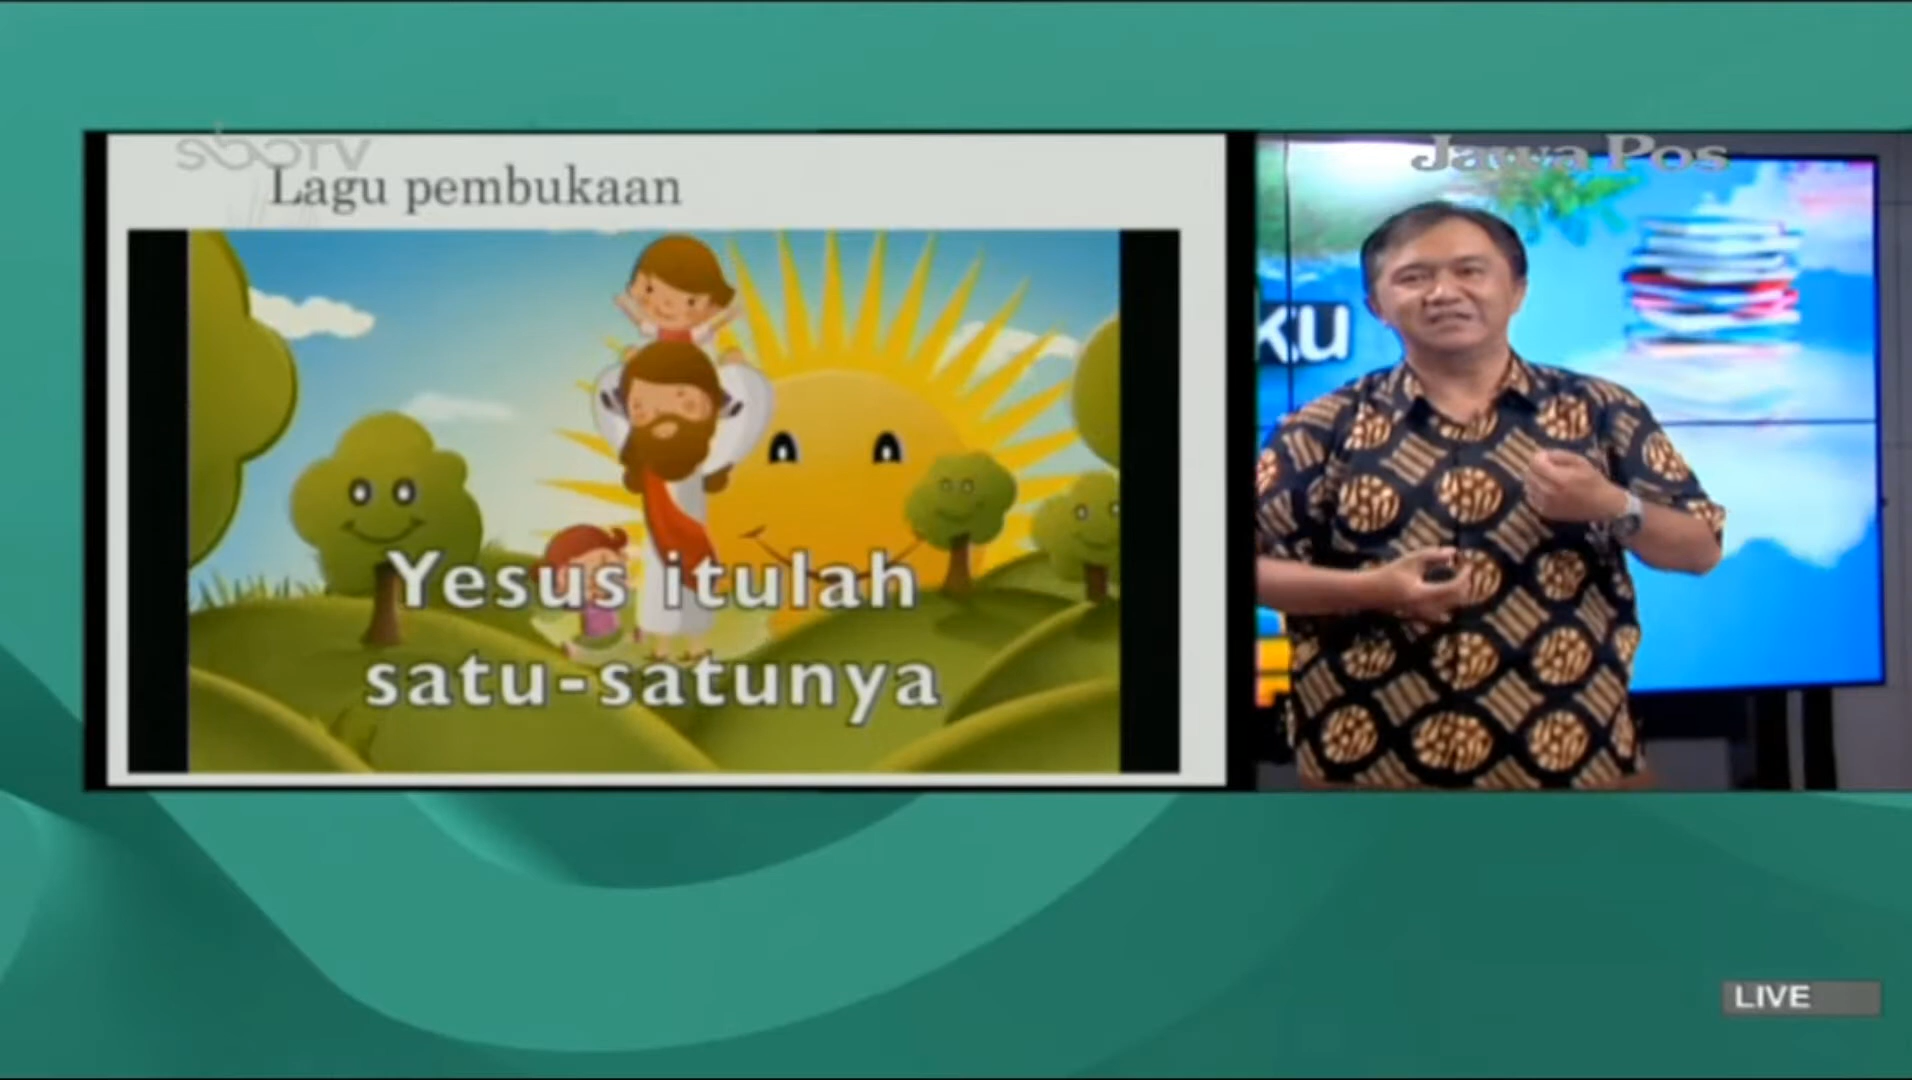 sboTV
Lagu pembukaan
Yesus itulah
satu-satunya
Jawa Pos
ku
LIVE